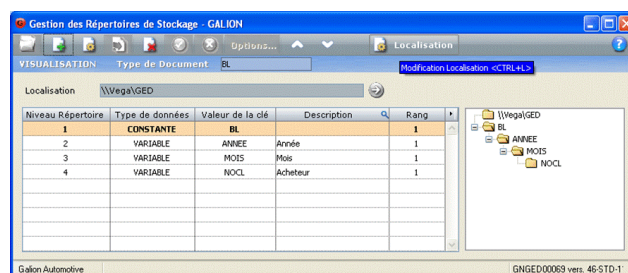 Gestion des Répertoires de Stockage - GALION
Options... Localisation
VISUALISATION Type de Document BL
Modification Localisation <CTRL+L>
Localisation \\Vega\GED
Niveau Répertoire Type de données Valeur de la clé Description Rang
1 CONSTANTE BL 1
2 VARIABLE ANNEE Année 1
3 VARIABLE MOIS Mois 1
4 VARIABLE NOCL Acheteur 1
\\Vega\GED
BL
ANNEE
MOIS
NOCL
Galion Automotive GNGED00069 vers. 46-STD-1